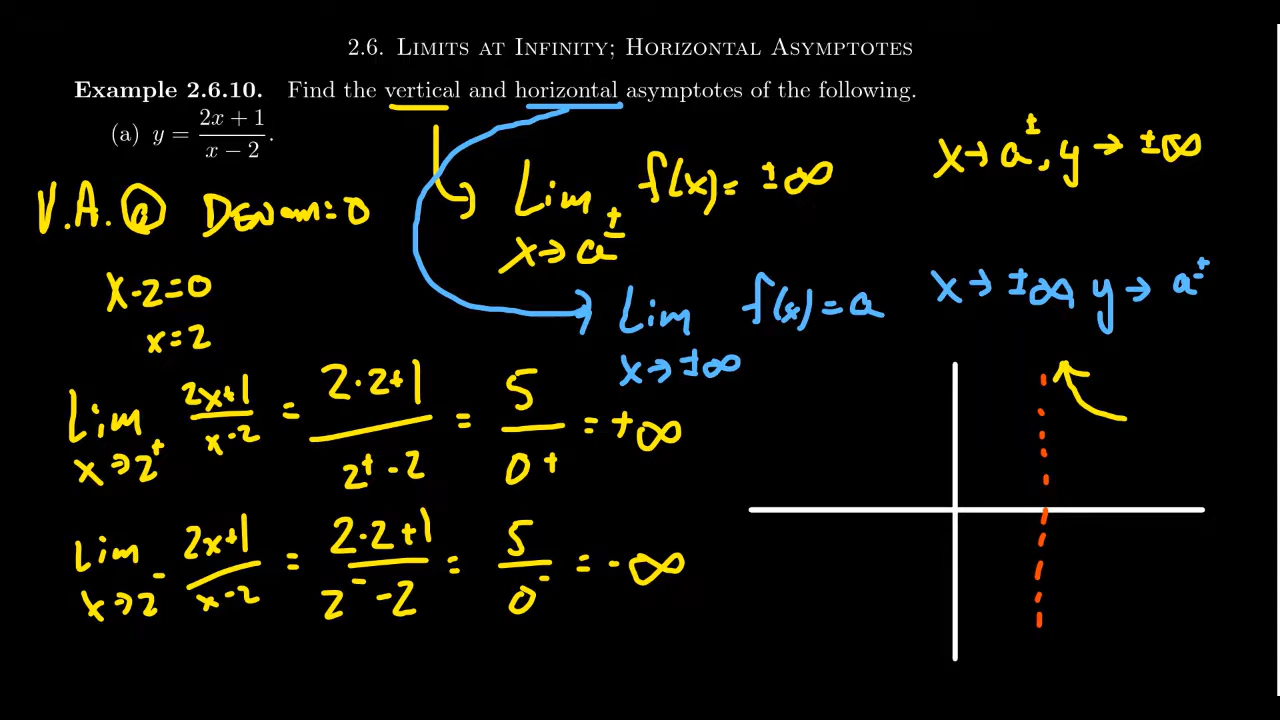 2.6. LIMITS AT INFINITY; HORIZONTAL ASYMPTOTES
Example 2.6.10. Find the vertical and horizontal asymptotes of the following.
(a) y = (2x + 1)/(x − 2).
x → a^±, y → ±∞
Lim x→a^± f(x) = ±∞
V.A. @ Denom = 0
x → ±∞ y → a^±
x-2=0
Lim x→±∞ f(x) = a
x=2
Lim x→2^+ (2x+1)/(x-2) = (2·2+1)/(2^+ -2) = 5/0^+ = +∞
Lim x→2^- (2x+1)/(x-2) = (2·2+1)/(2^- -2) = 5/0^- = -∞